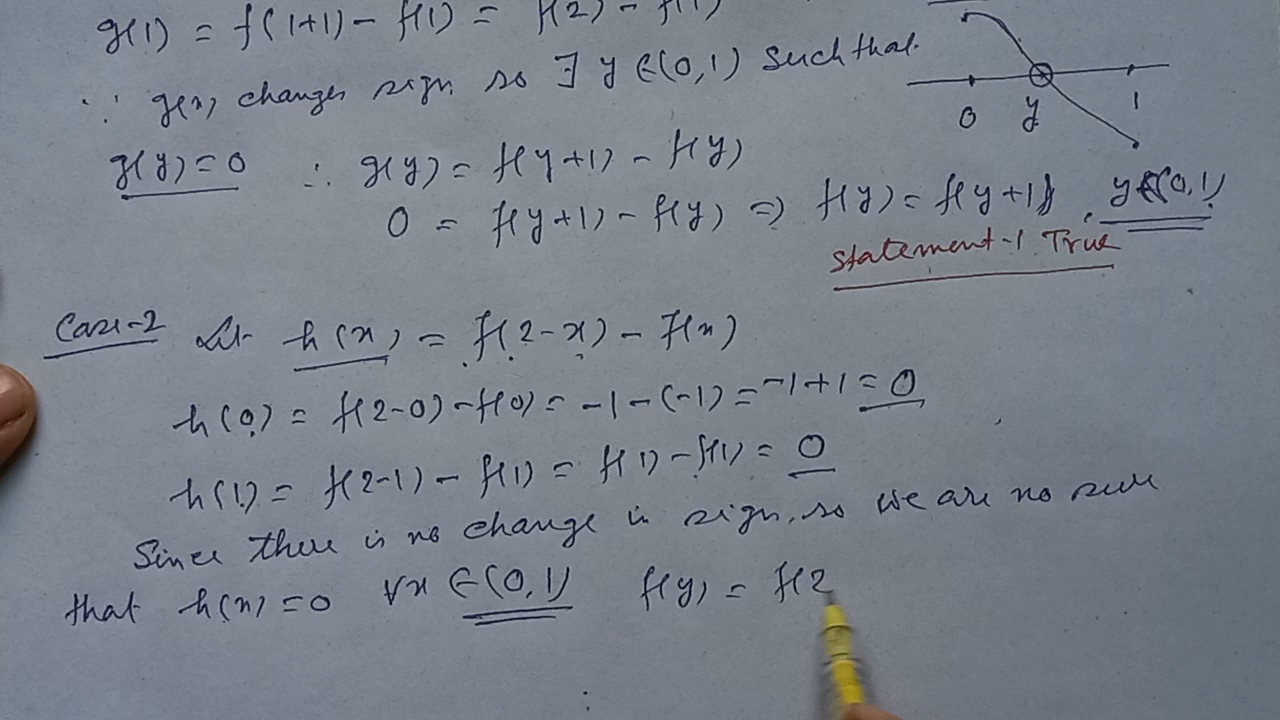 g(1) = f(1+1) - f(1) = f(2) - f(1)
∵ g(x) changes sign so ∃ y ∈ (0,1) such that.
0 y 1
g(y) = 0 ∴ g(y) = f(y+1) - f(y)
0 = f(y+1) - f(y) ⇒ f(y) = f(y+1), y ∈ (0,1)
Statement-1 True
Case-2 Let h(x) = f(2-x) - f(x)
h(0) = f(2-0) - f(0) = -1-(-1) = -1+1 = 0
h(1) = f(2-1) - f(1) = f(1) - f(1) = 0
Since there is no change in sign, so we are no sure
that h(x) = 0 ∀x ∈ (0,1) f(y) = f(2